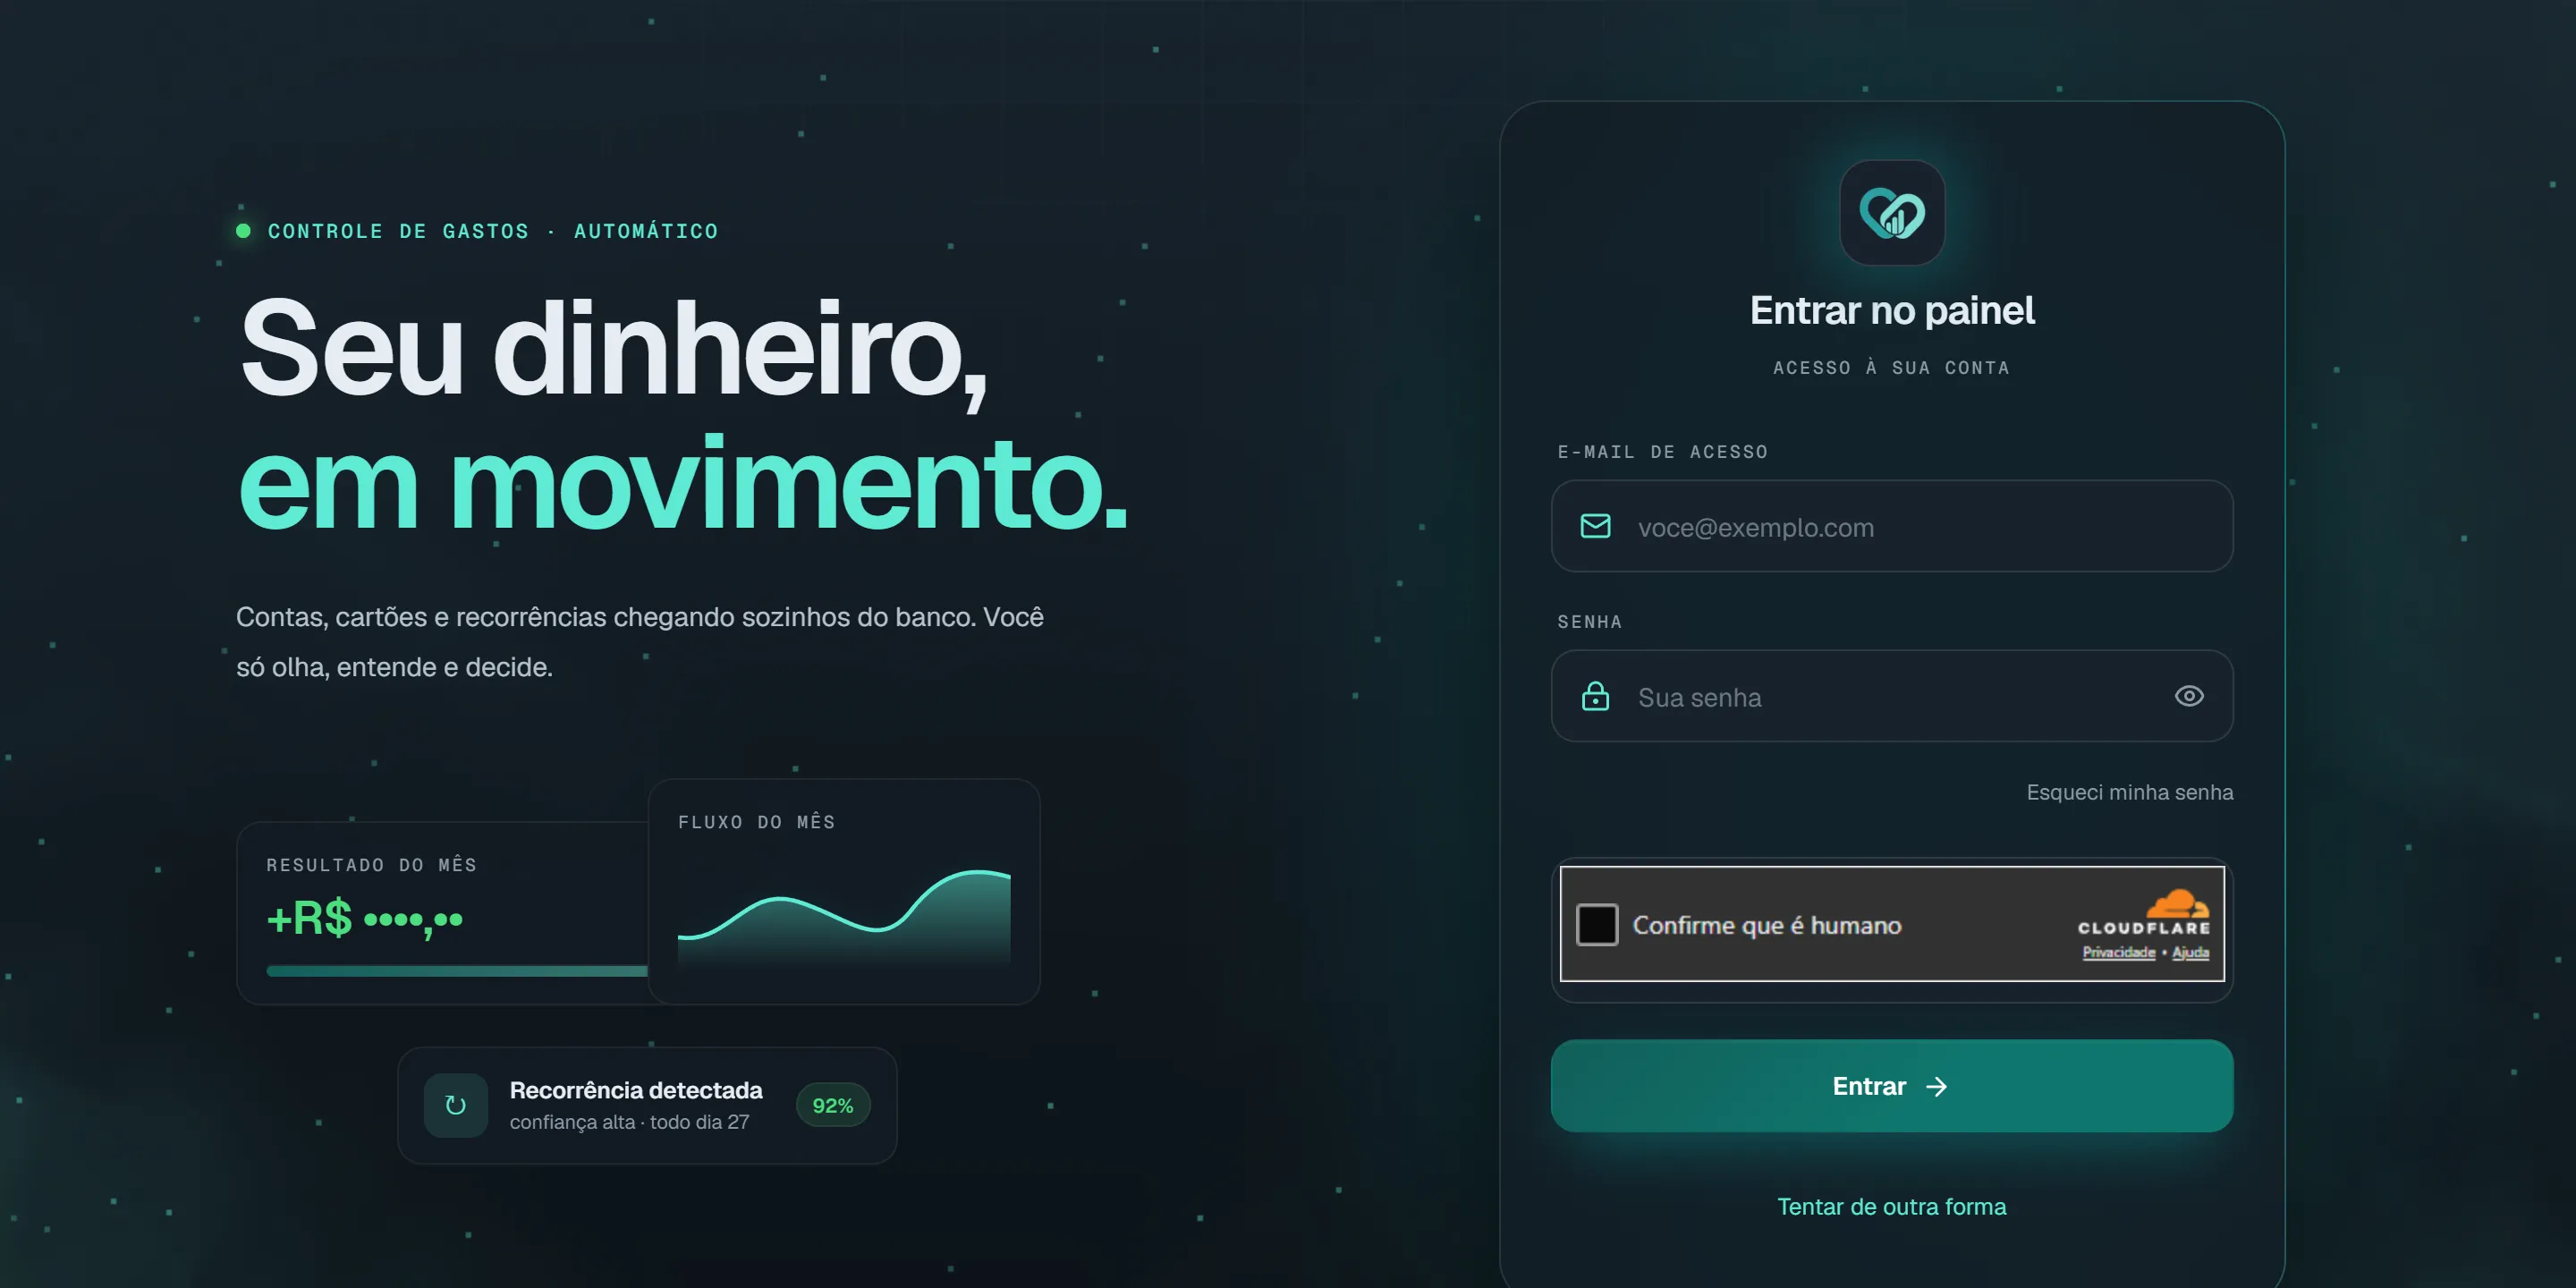 CONTROLE DE GASTOS · AUTOMÁTICO
Seu dinheiro,
em movimento.
Contas, cartões e recorrências chegando sozinhos do banco. Você
só olha, entende e decide.
RESULTADO DO MÊS
+R$ ••••,••
FLUXO DO MÊS
Recorrência detectada
confiança alta · todo dia 27
92%
Entrar no painel
ACESSO À SUA CONTA
E-MAIL DE ACESSO
voce@exemplo.com
SENHA
Sua senha
Esqueci minha senha
Confirme que é humano
CLOUDFLARE
Privacidade • Ajuda
Entrar →
Tentar de outra forma